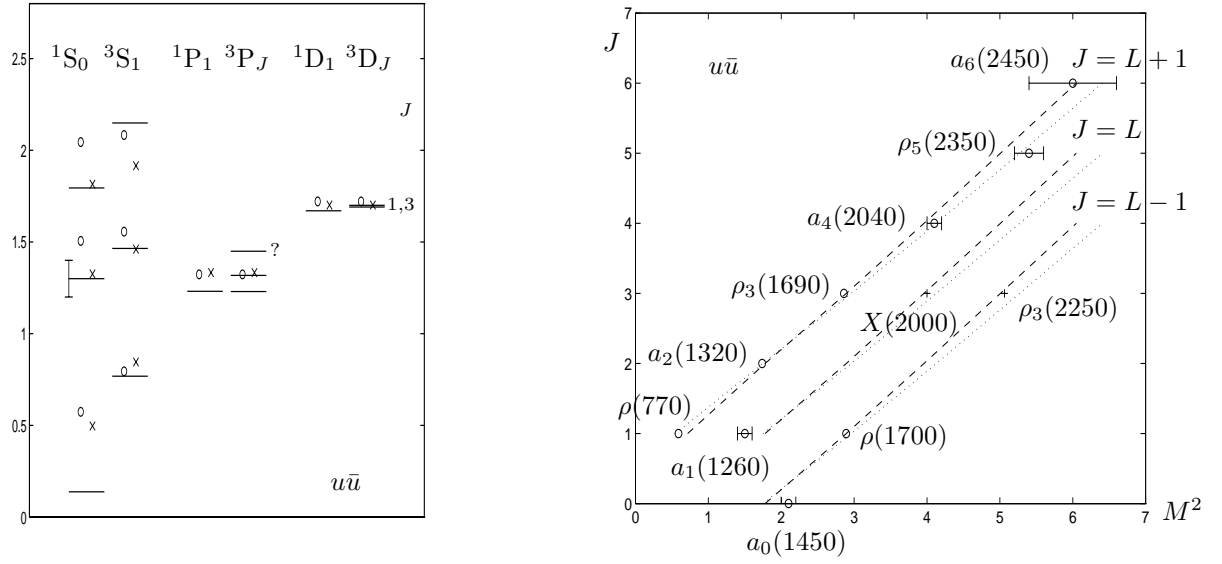 ¹S₀ ³S₁ ¹P₁ ³P_J ¹D₁ ³D_J
J
2.5
2
1.5
1
0.5
0
?
1,3
uū
J
uū
7
6
5
4
3
2
1
0
a₆(2450)
J = L + 1
ρ₅(2350)
J = L
a₄(2040)
J = L − 1
ρ₃(1690)
X(2000)
ρ₃(2250)
a₂(1320)
ρ(770)
ρ(1700)
a₁(1260)
0 1 2 3 4 5 6 7
M²
a₀(1450)